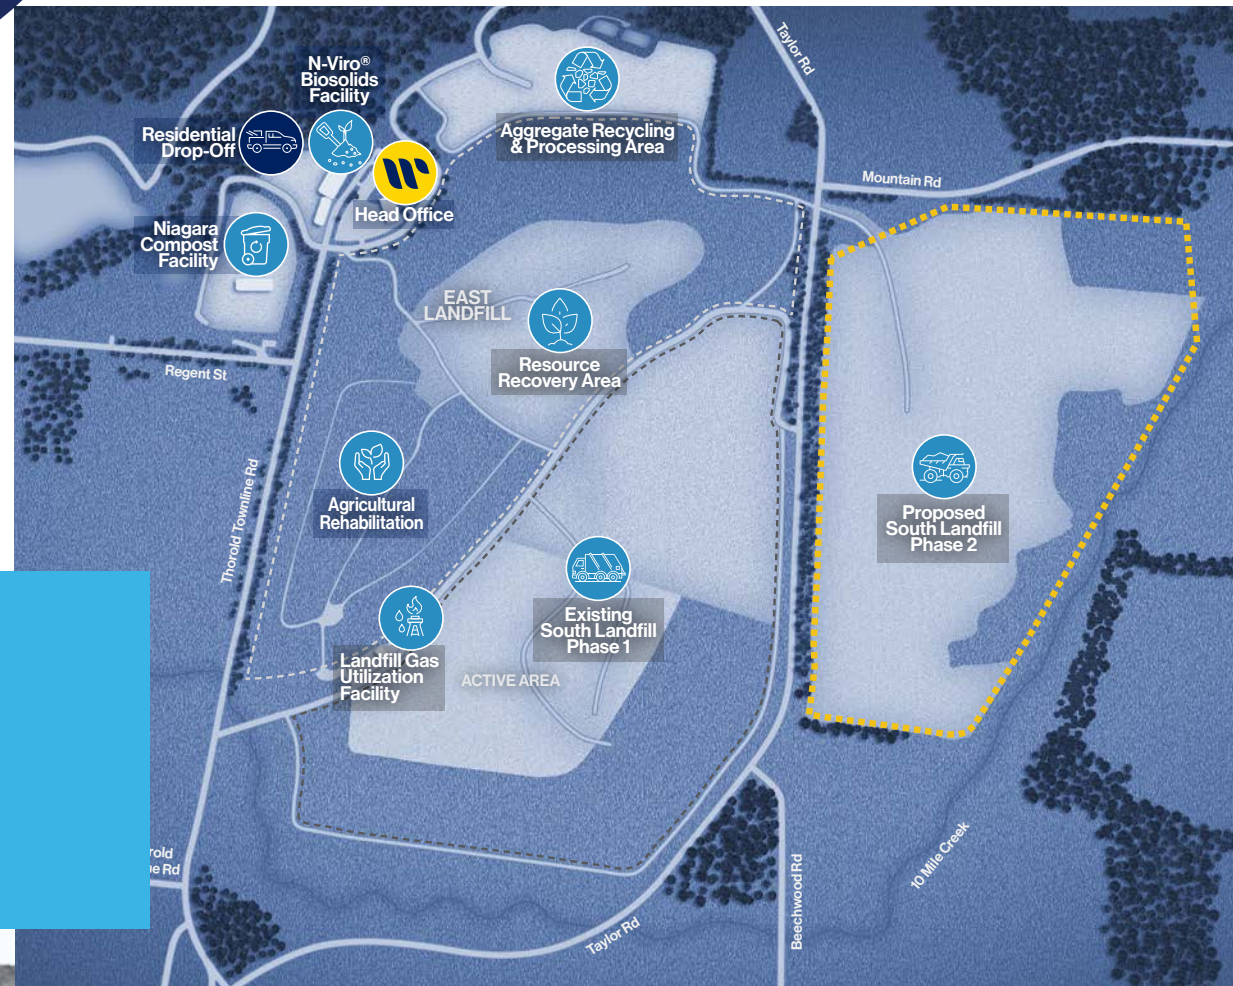 Taylor Rd
N-Viro®
Biosolids
Facility
Residential
Drop-Off
Aggregate Recycling
& Processing Area
Mountain Rd
Head Office
Niagara
Compost
Facility
EAST
LANDFILL
Resource
Recovery Area
Regent St
Thorold Townline Rd
Agricultural
Rehabilitation
Proposed
South Landfill
Phase 2
Existing
South Landfill
Phase 1
Landfill Gas
Utilization
Facility
ACTIVE AREA
10 Mile Creek
Beechwood Rd
Taylor Rd
rold
e Rd